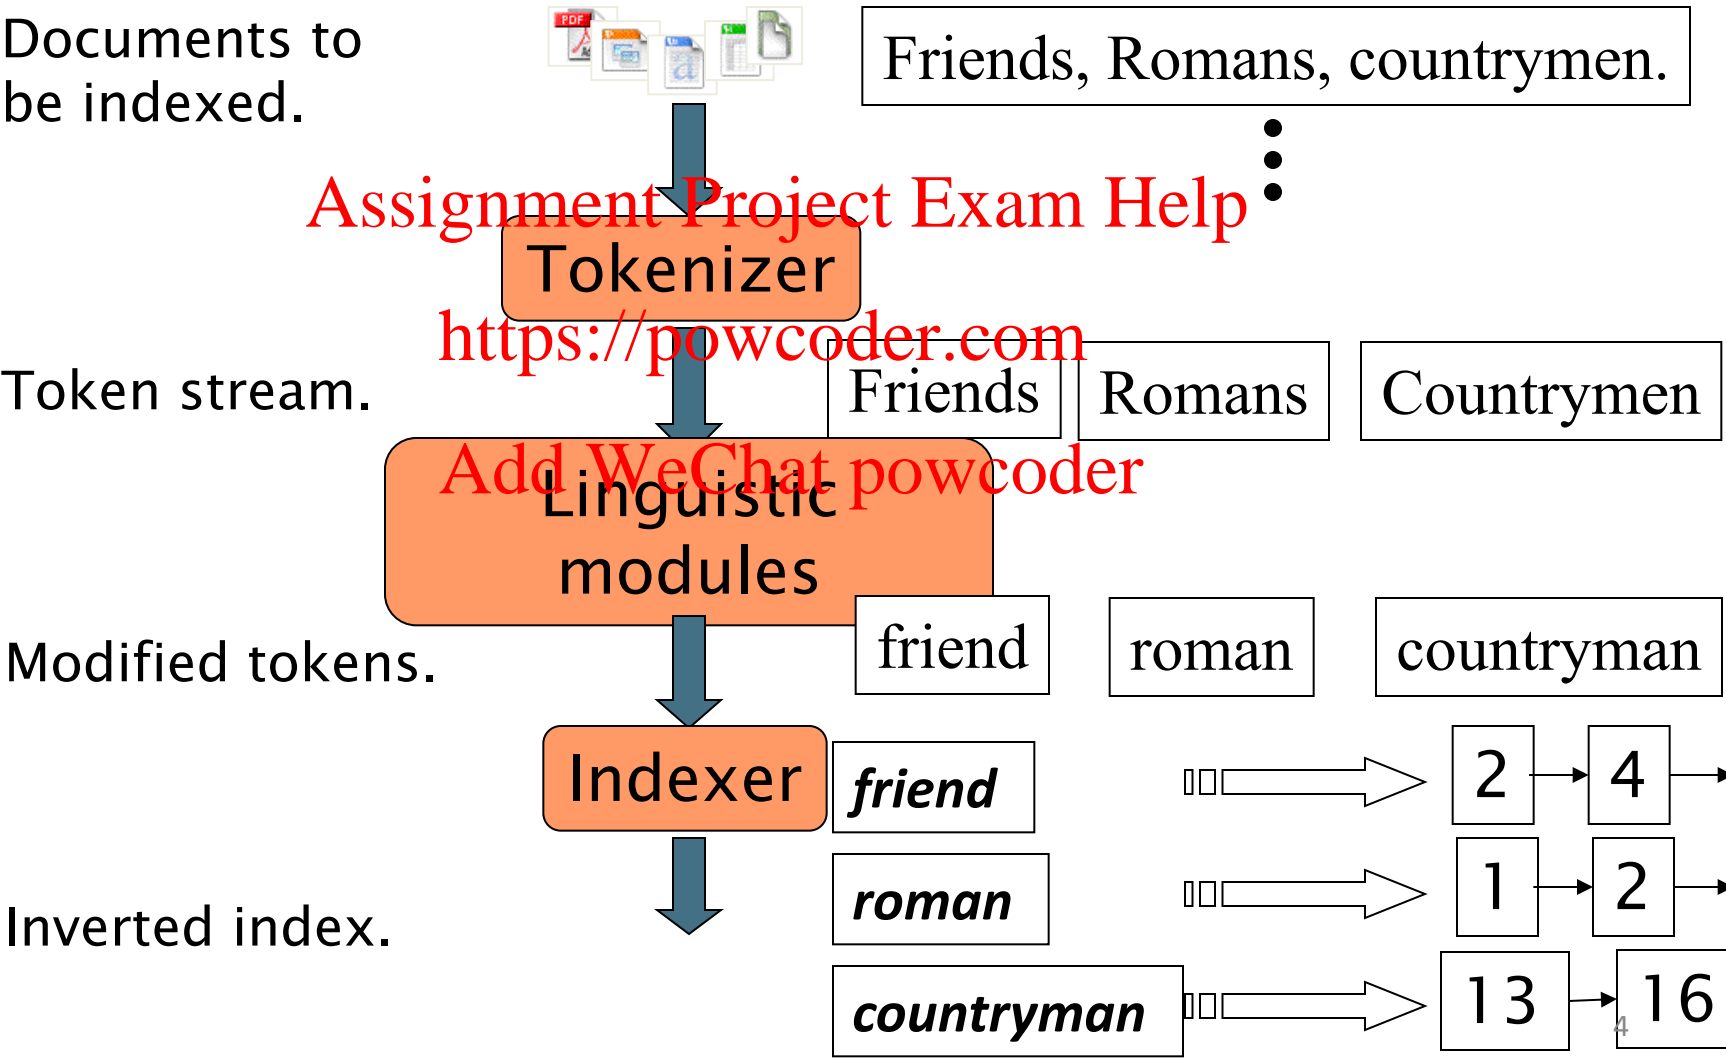 Documents to
be indexed.
PDF
Friends, Romans, countrymen.
Assignment Project Exam Help
Tokenizer
https://powcoder.com
Token stream.
Friends
Romans
Countrymen
Add WeChat powcoder
Linguistic
modules
Modified tokens.
friend
roman
countryman
Indexer
friend
2
4
roman
1
2
Inverted index.
countryman
13
16
4